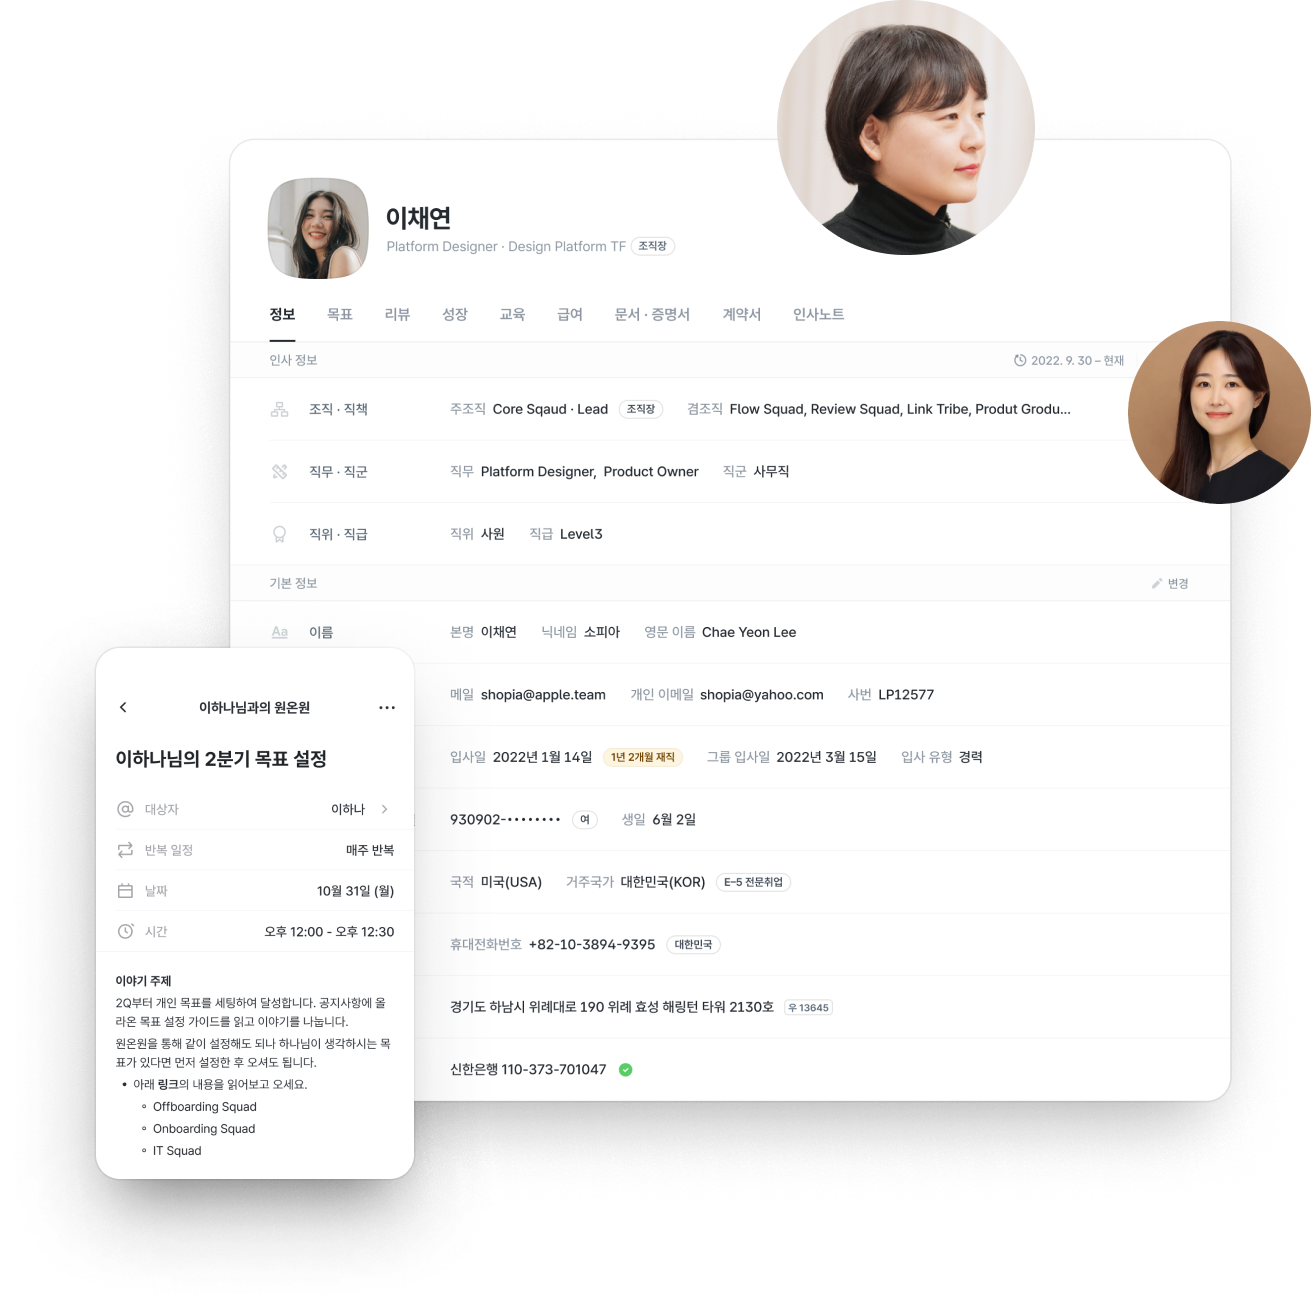 이채연
Platform Designer · Design Platform TF 조직장
정보 목표 리뷰 성장 교육 급여 문서 · 증명서 계약서 인사노트
인사 정보 2022. 9. 30 – 현재
조직 · 직책 주조직 Core Sqaud · Lead 조직장 겸조직 Flow Squad, Review Squad, Link Tribe, Produt Grodu...
직무 · 직군 직무 Platform Designer, Product Owner 직군 사무직
직위 · 직급 직위 사원 직급 Level3
기본 정보 변경
Aa 이름 본명 이채연 닉네임 소피아 영문 이름 Chae Yeon Lee
메일 shopia@apple.team 개인 이메일 shopia@yahoo.com 사번 LP12577
입사일 2022년 1월 14일 1년 2개월 재직 그룹 입사일 2022년 3월 15일 입사 유형 경력
930902-•••••••• 여 생일 6월 2일
국적 미국(USA) 거주국가 대한민국(KOR) E–5 전문취업
휴대전화번호 +82-10-3894-9395 대한민국
경기도 하남시 위례대로 190 위례 효성 해링턴 타워 2130호 우 13645
신한은행 110-373-701047
이하나님과의 원온원
이하나님의 2분기 목표 설정
대상자 이하나
반복 일정 매주 반복
날짜 10월 31일 (월)
시간 오후 12:00 - 오후 12:30
이야기 주제
2Q부터 개인 목표를 세팅하여 달성합니다. 공지사항에 올
라온 목표 설정 가이드를 읽고 이야기를 나눕니다.
원온원을 통해 같이 설정해도 되나 하나님이 생각하시는 목
표가 있다면 먼저 설정한 후 오셔도 됩니다.
• 아래 링크의 내용을 읽어보고 오세요.
◦ Offboarding Squad
◦ Onboarding Squad
◦ IT Squad